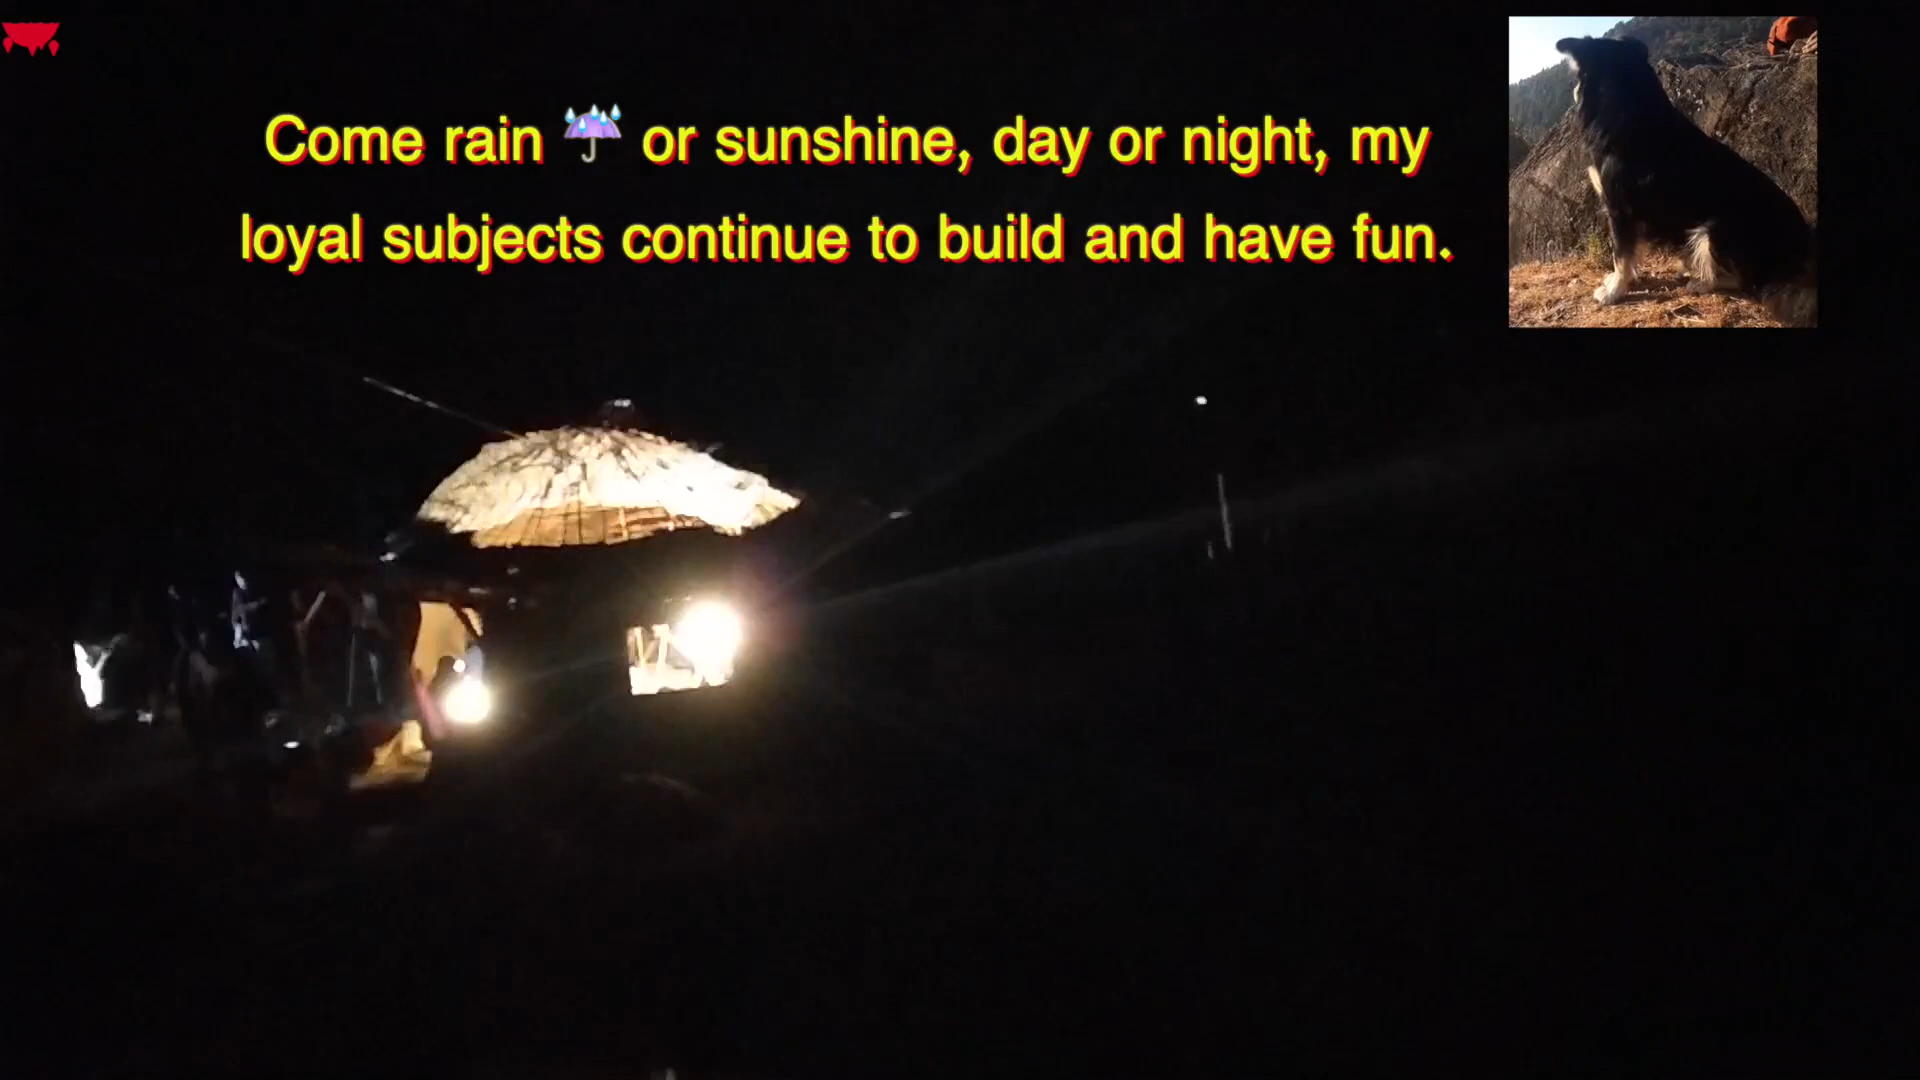 Come rain ☔ or sunshine, day or night, my
loyal subjects continue to build and have fun.